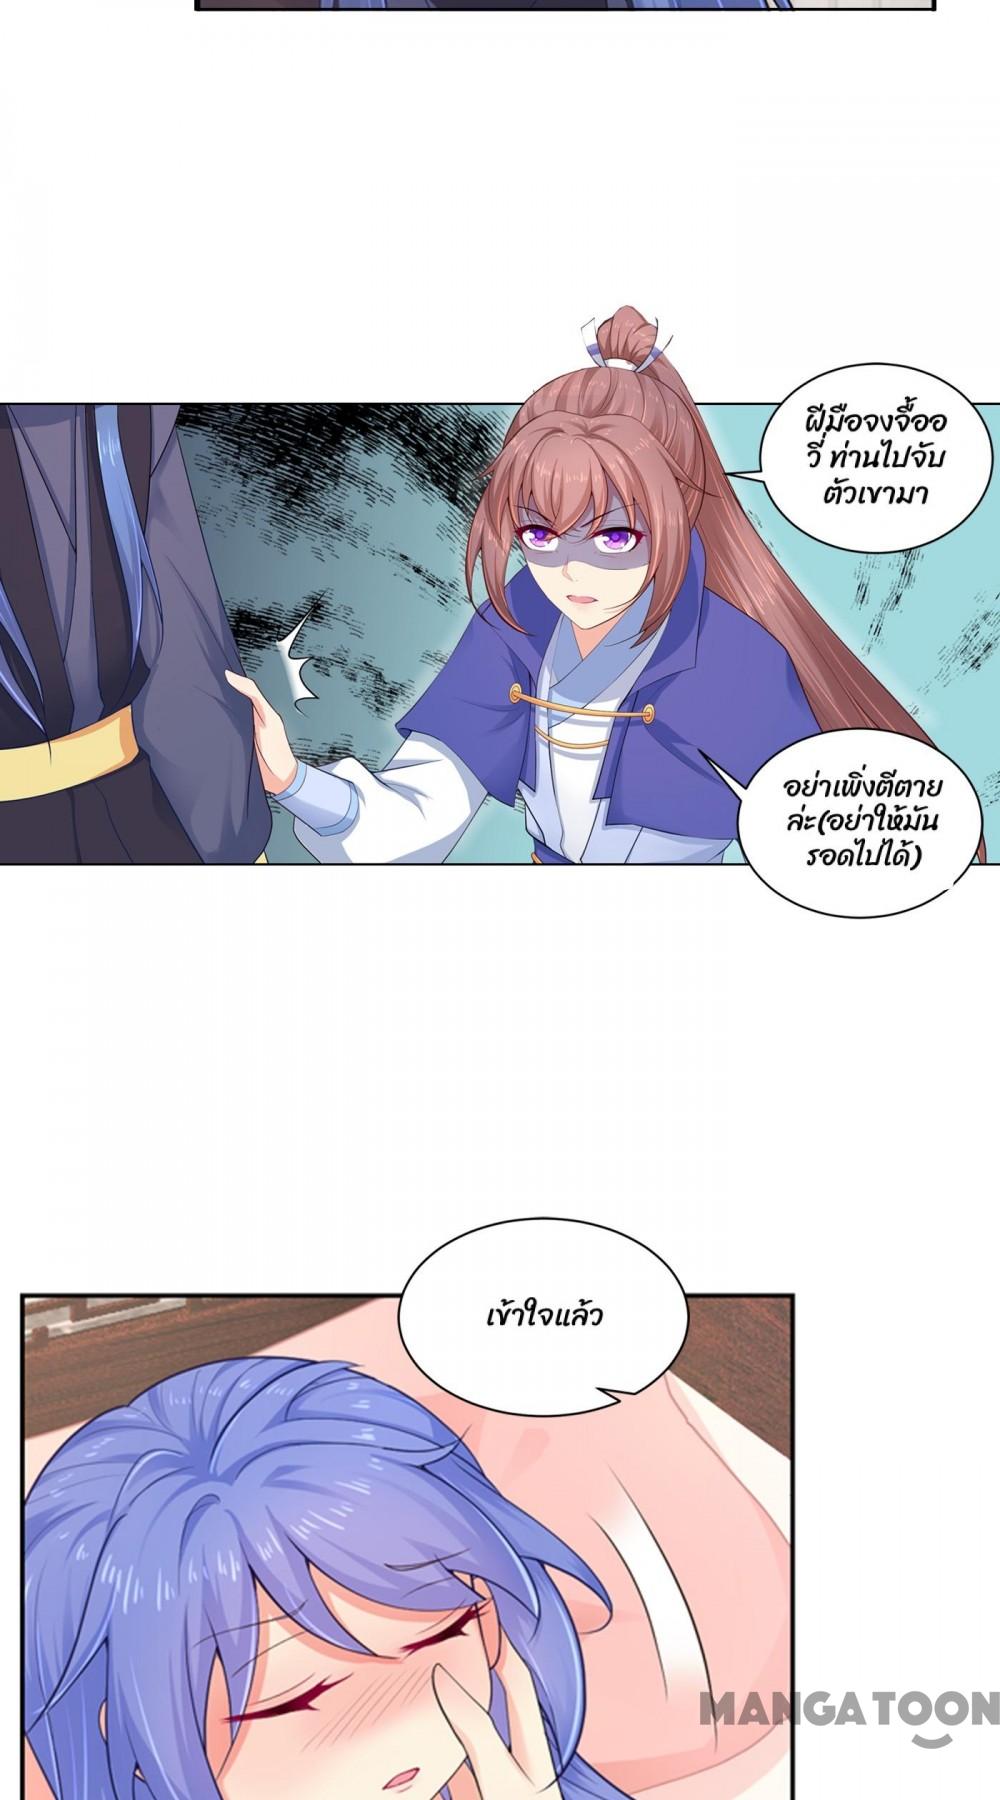 ฝีมือจงจื้ออ
วี่ ท่านไปจับ
ตัวเขามา
อย่าเพิ่งตีตาย
ล่ะ(อย่าให้มัน
รอดไปได้)
เข้าใจแล้ว
MANGATOON